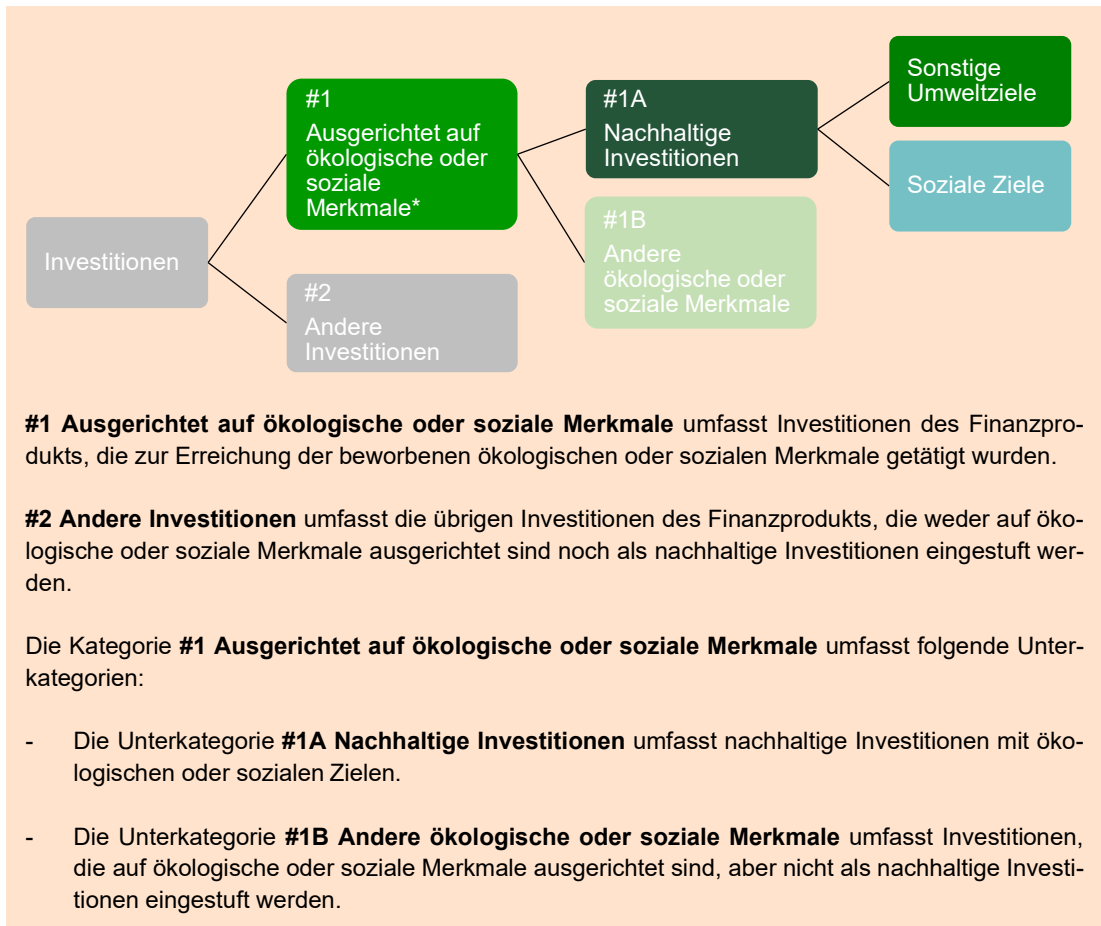 Investitionen
#1
Ausgerichtet auf
ökologische oder
soziale
Merkmale*
#2
Andere
Investitionen
#1A
Nachhaltige
Investitionen
#1B
Andere
ökologische oder
soziale Merkmale
Sonstige
Umweltziele
Soziale Ziele
#1 Ausgerichtet auf ökologische oder soziale Merkmale umfasst Investitionen des Finanzpro-
dukts, die zur Erreichung der beworbenen ökologischen oder sozialen Merkmale getätigt wurden.
#2 Andere Investitionen umfasst die übrigen Investitionen des Finanzprodukts, die weder auf öko-
logische oder soziale Merkmale ausgerichtet sind noch als nachhaltige Investitionen eingestuft wer-
den.
Die Kategorie #1 Ausgerichtet auf ökologische oder soziale Merkmale umfasst folgende Unter-
kategorien:
- Die Unterkategorie #1A Nachhaltige Investitionen umfasst nachhaltige Investitionen mit öko-
logischen oder sozialen Zielen.
- Die Unterkategorie #1B Andere ökologische oder soziale Merkmale umfasst Investitionen,
die auf ökologische oder soziale Merkmale ausgerichtet sind, aber nicht als nachhaltige Investi-
tionen eingestuft werden.